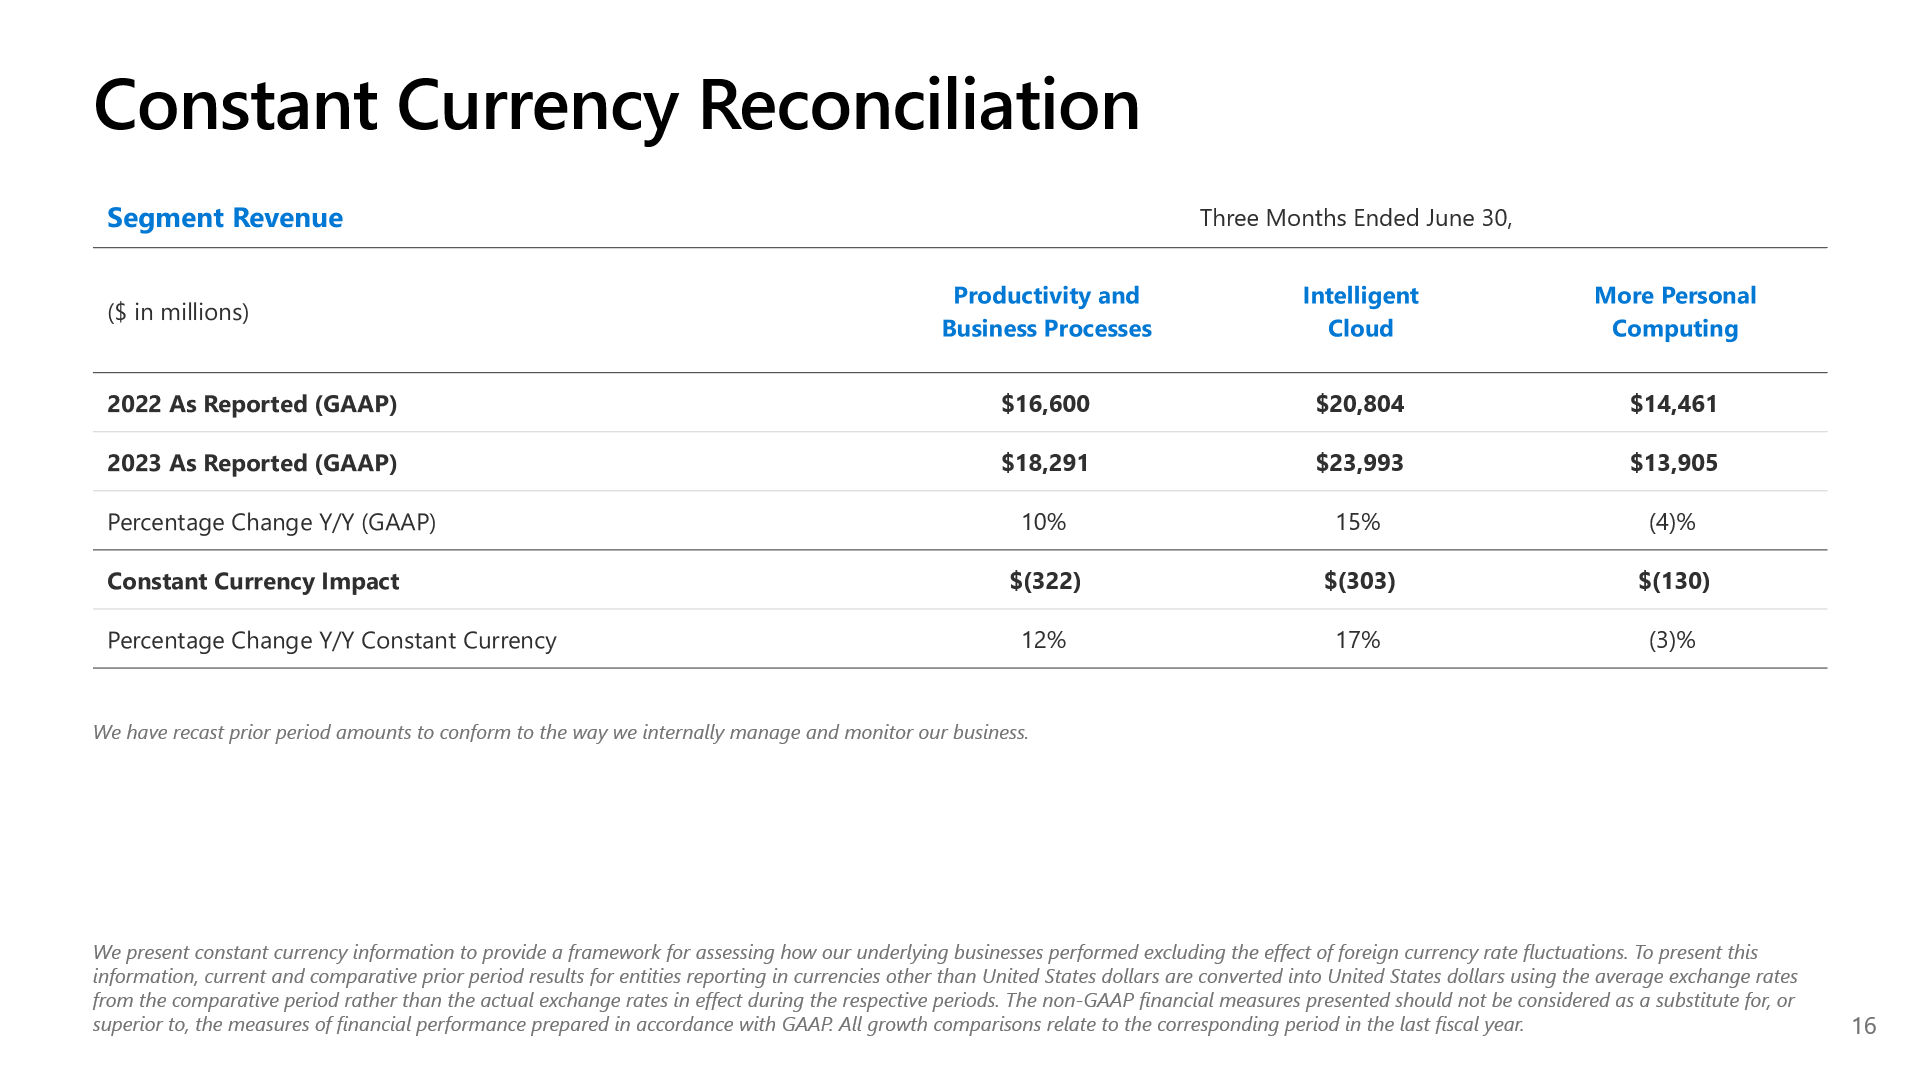 Constant Currency Reconciliation
Segment Revenue Three Months Ended June 30,
($ in millions) Productivity and Business Processes Intelligent Cloud More Personal Computing
2022 As Reported (GAAP) $16,600 $20,804 $14,461
2023 As Reported (GAAP) $18,291 $23,993 $13,905
Percentage Change Y/Y (GAAP) 10% 15% (4)%
Constant Currency Impact $(322) $(303) $(130)
Percentage Change Y/Y Constant Currency 12% 17% (3)%
We have recast prior period amounts to conform to the way we internally manage and monitor our business.
We present constant currency information to provide a framework for assessing how our underlying businesses performed excluding the effect of foreign currency rate fluctuations. To present this
information, current and comparative prior period results for entities reporting in currencies other than United States dollars are converted into United States dollars using the average exchange rates
from the comparative period rather than the actual exchange rates in effect during the respective periods. The non-GAAP financial measures presented should not be considered as a substitute for, or
superior to, the measures of financial performance prepared in accordance with GAAP. All growth comparisons relate to the corresponding period in the last fiscal year.
16